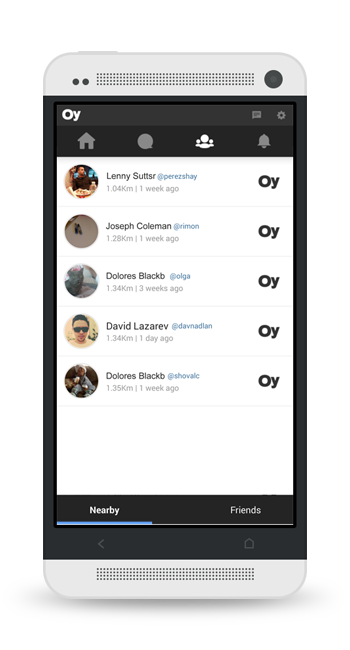 Oy
Lenny Suttsr @perezshay
1.04Km | 1 week ago
Oy
Joseph Coleman @rimon
1.28Km | 1 week ago
Oy
Dolores Blackb @olga
1.34Km | 3 weeks ago
Oy
David Lazarev @davnadlan
1.34Km | 1 day ago
Oy
Dolores Blackb @shovalc
1.35Km | 1 week ago
Oy
Nearby Friends